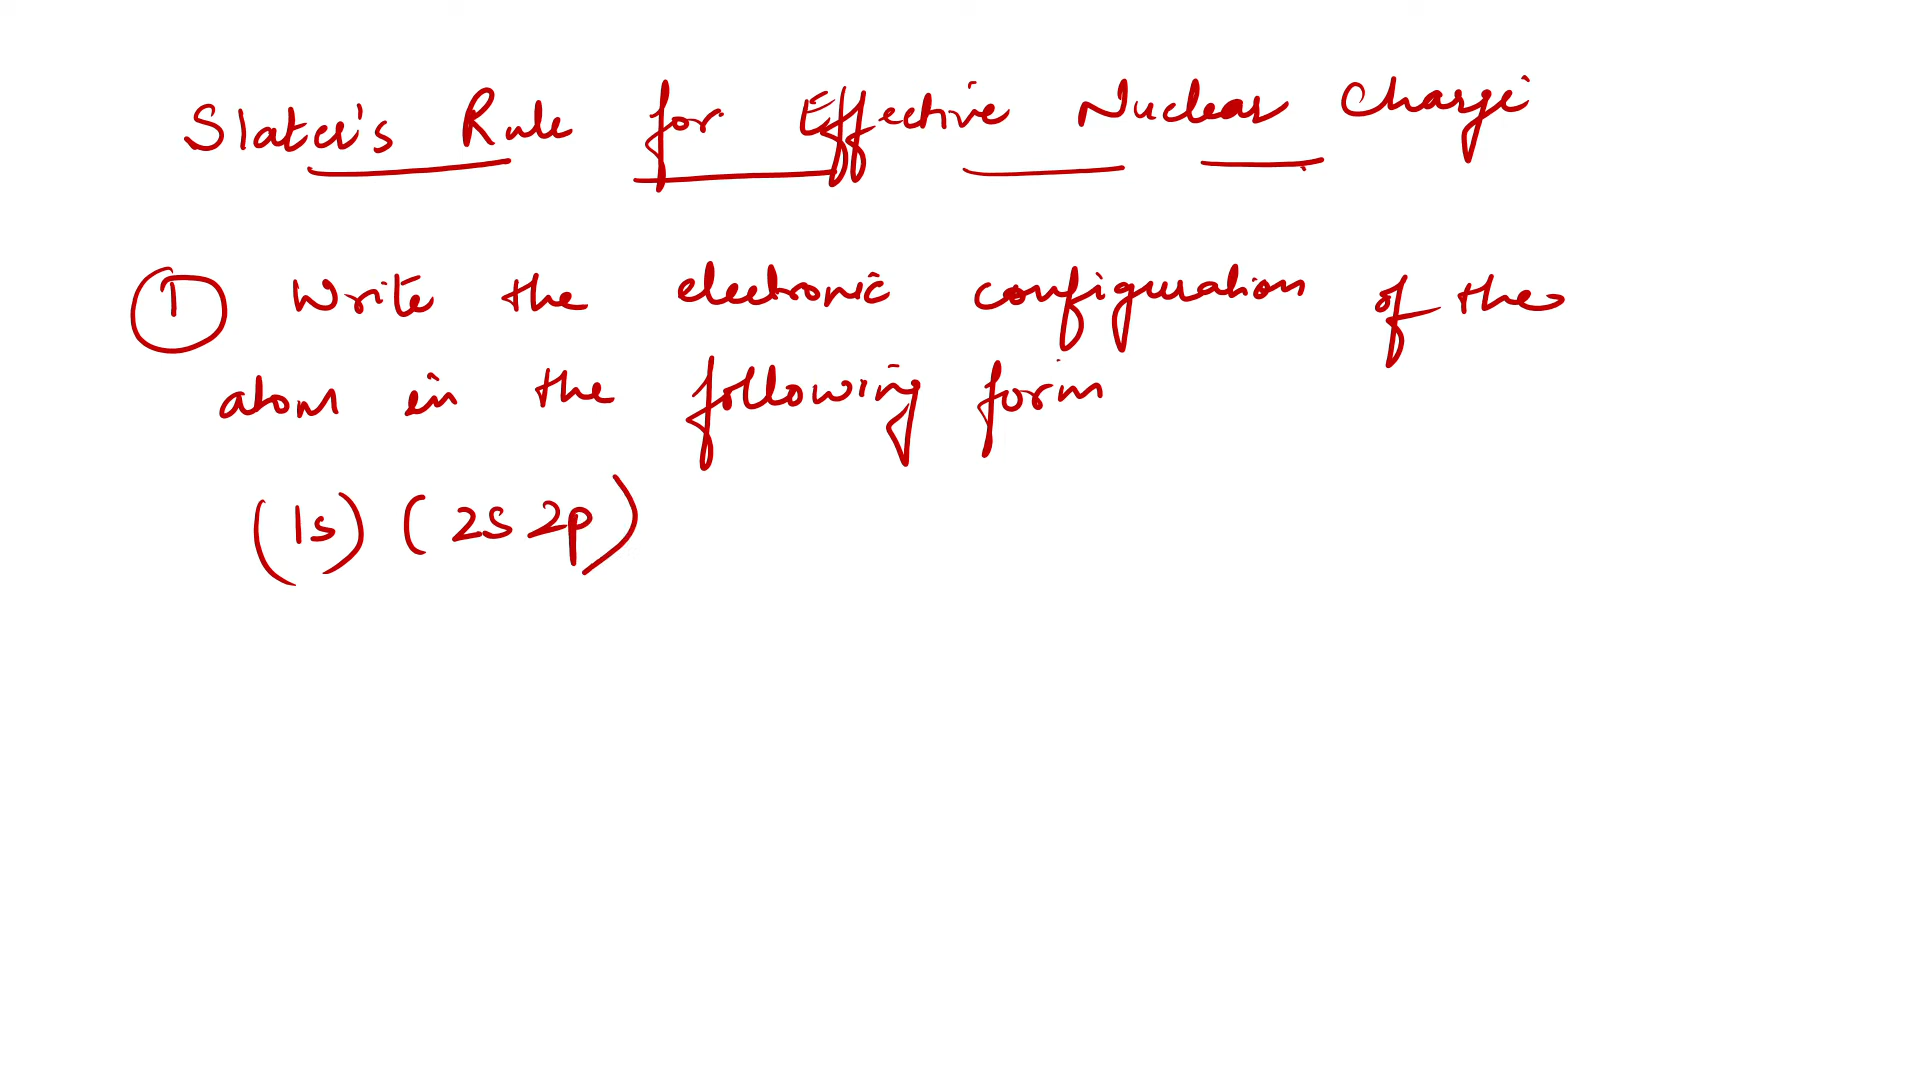 Slater's Rule for Effective Nuclear Charge
① Write the electronic configuration of the
atom in the following form
(1s) (2s 2p)